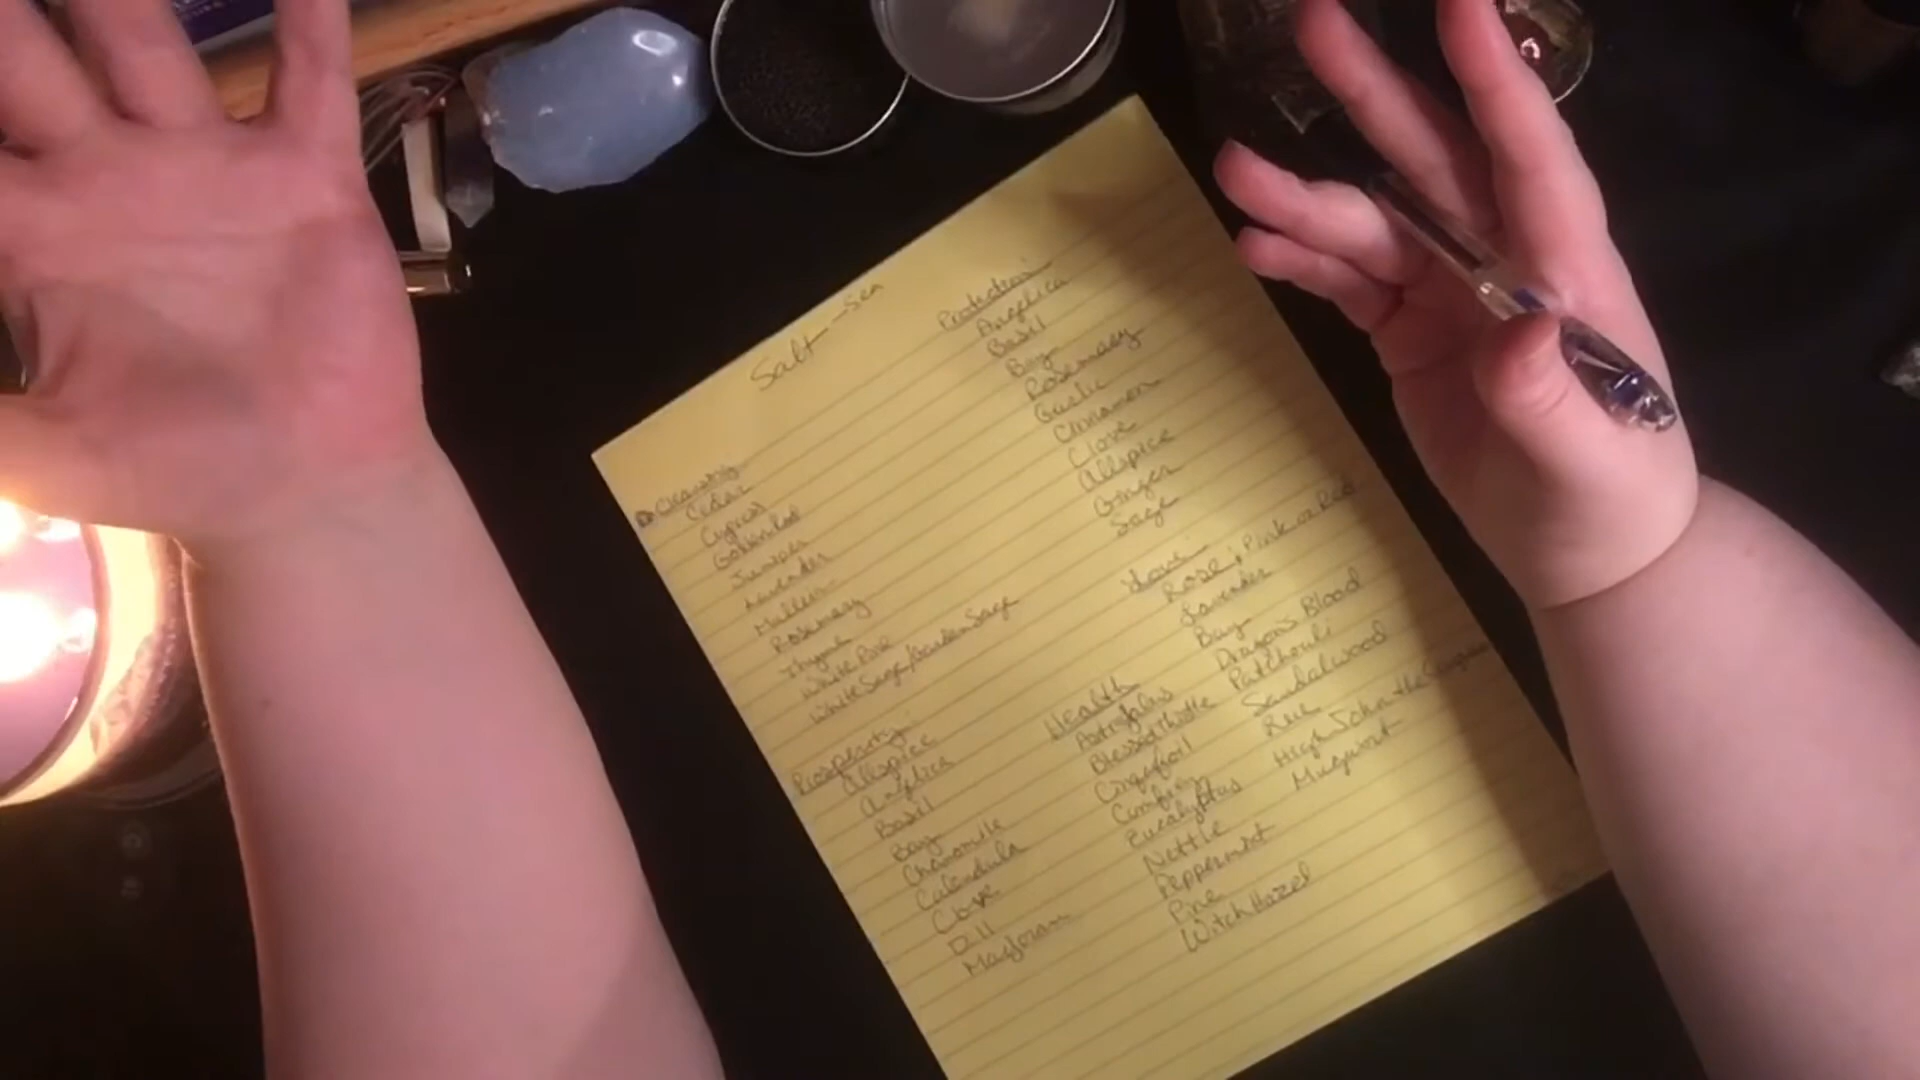 Salt - Sea
Cleansing
Cedar
Cypress
Goldenrod
Juniper
Lavender
Mullein
Rosemary
Thyme
White Pine
White Sage/Garden Sage
Prosperity
Allspice
Angelica
Basil
Bay
Chamomile
Calendula
Clove
Dill
Marjoram
Protection
Angelica
Basil
Bay
Rosemary
Garlic
Cinnamon
Clove
Allspice
Ginger
Sage
Love
Rose, Pink or Red
Lavender
Bay
Dragons Blood
Patchouli
Sandalwood
Rue
High John the
Mugwort
Health
Astragalus
Blessed Thistle
Comfrey
Eucalyptus
Nettle
Peppermint
Pine
Witch Hazel